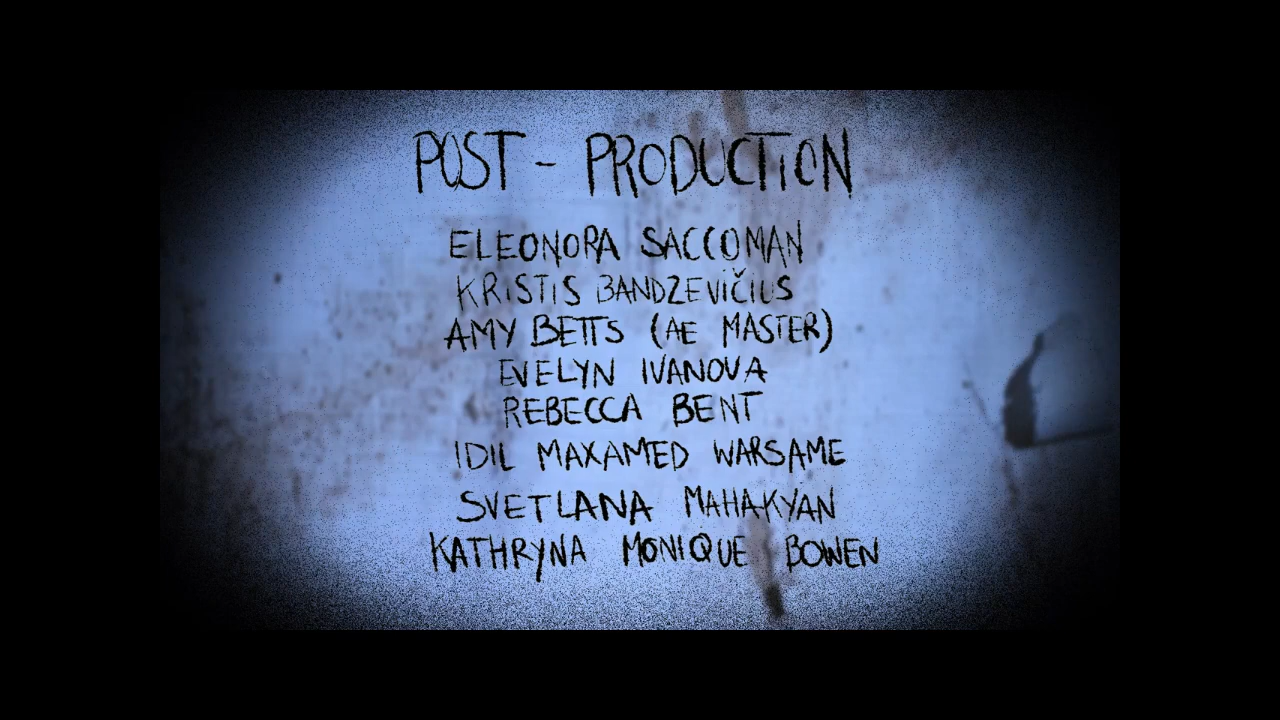 POST - PRODUCTION
ELEONORA SACCOMAN
KRISTIS BANDZEVIČIUS
AMY BETTS (AE MASTER)
EVELYN IVANOVA
REBECCA BENT
IDIL MAXAMED WARSAME
SVETLANA MAHAKYAN
KATHRYNA MONIQUE BOWEN